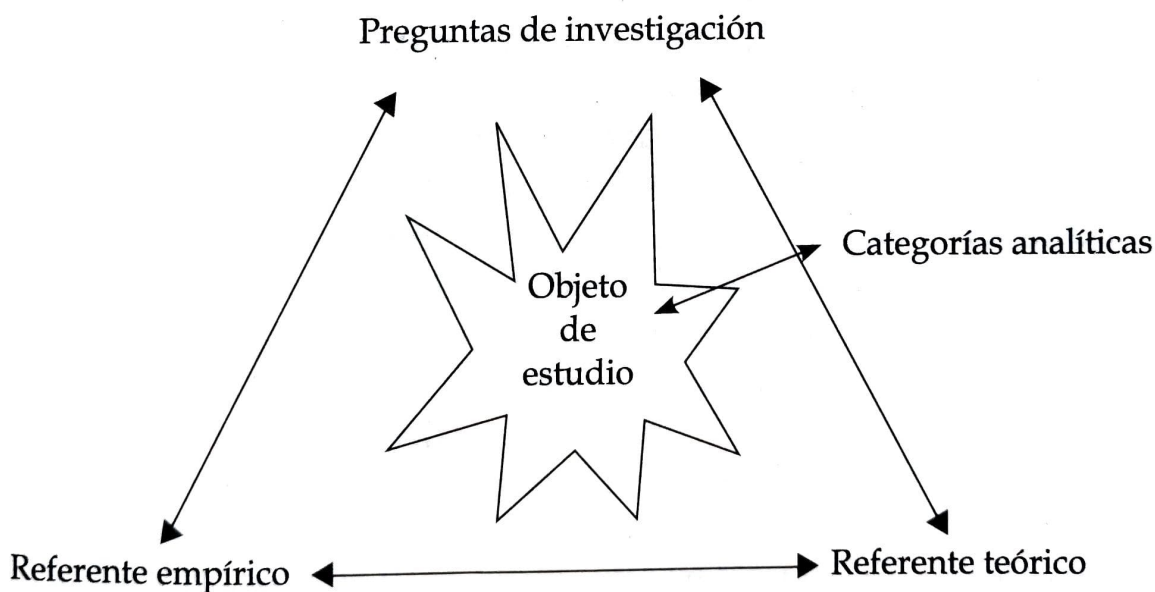 Preguntas de investigación
Categorías analíticas
Objeto
de
estudio
Referente empírico
Referente teórico